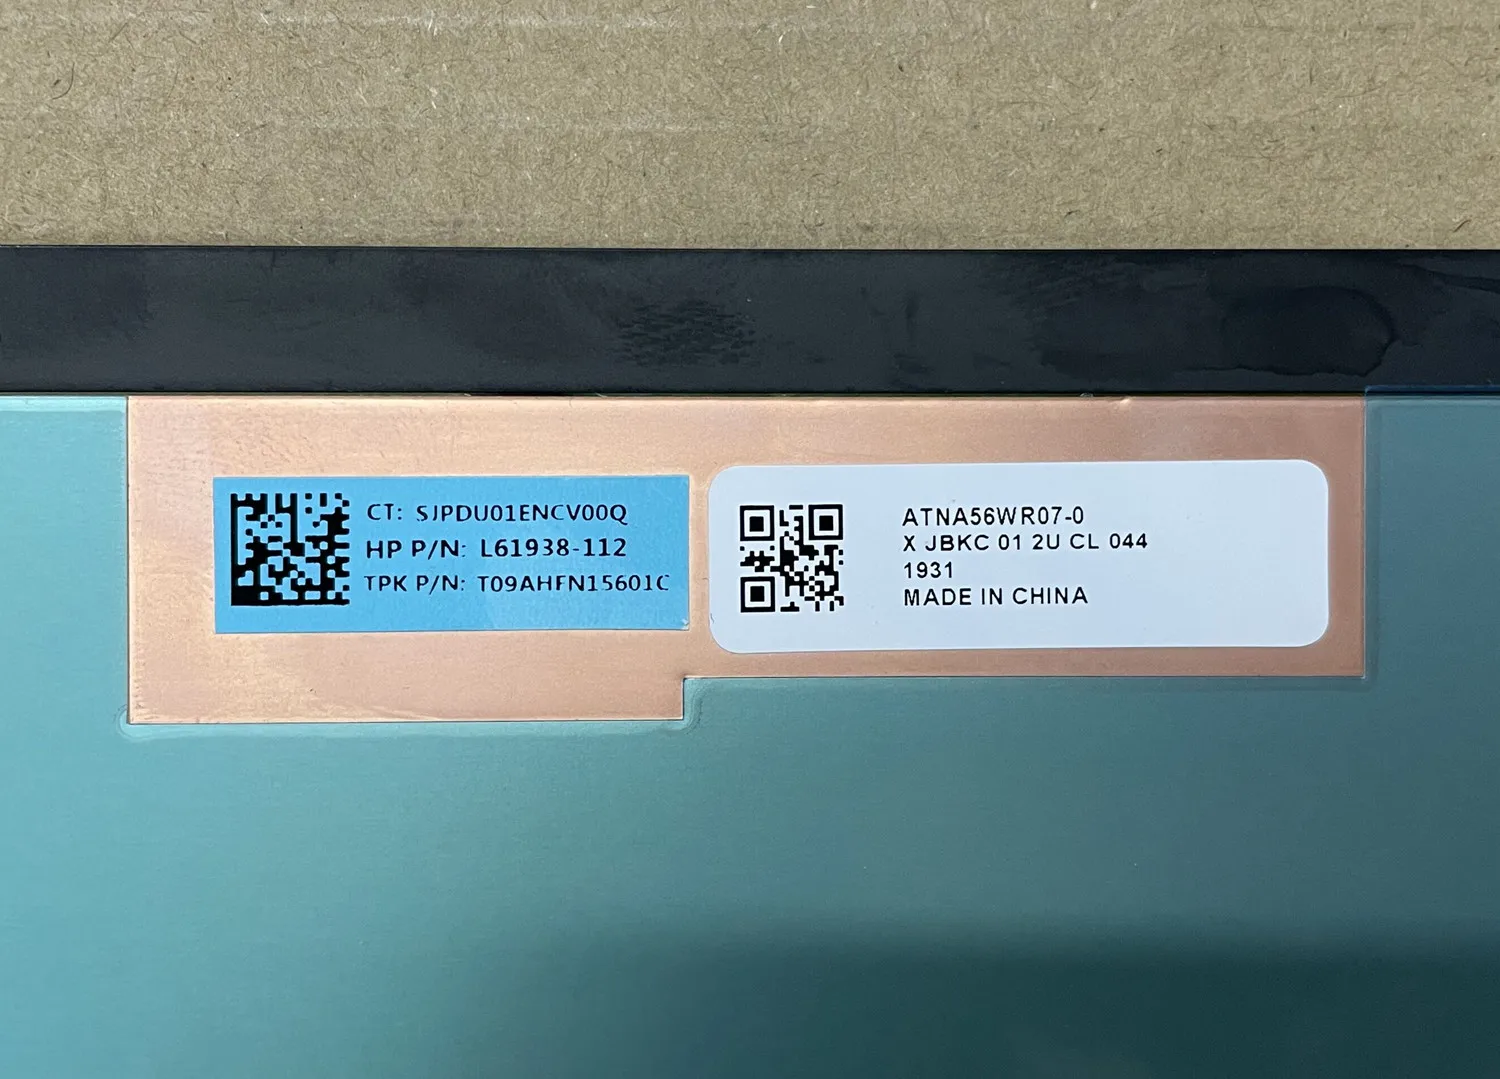 CT: SJPDU01ENCV00Q
HP P/N: L61938-112
TPK P/N: T09AHFN15601C
ATNA56WR07-0
X JBKC 01 2U CL 044
1931
MADE IN CHINA